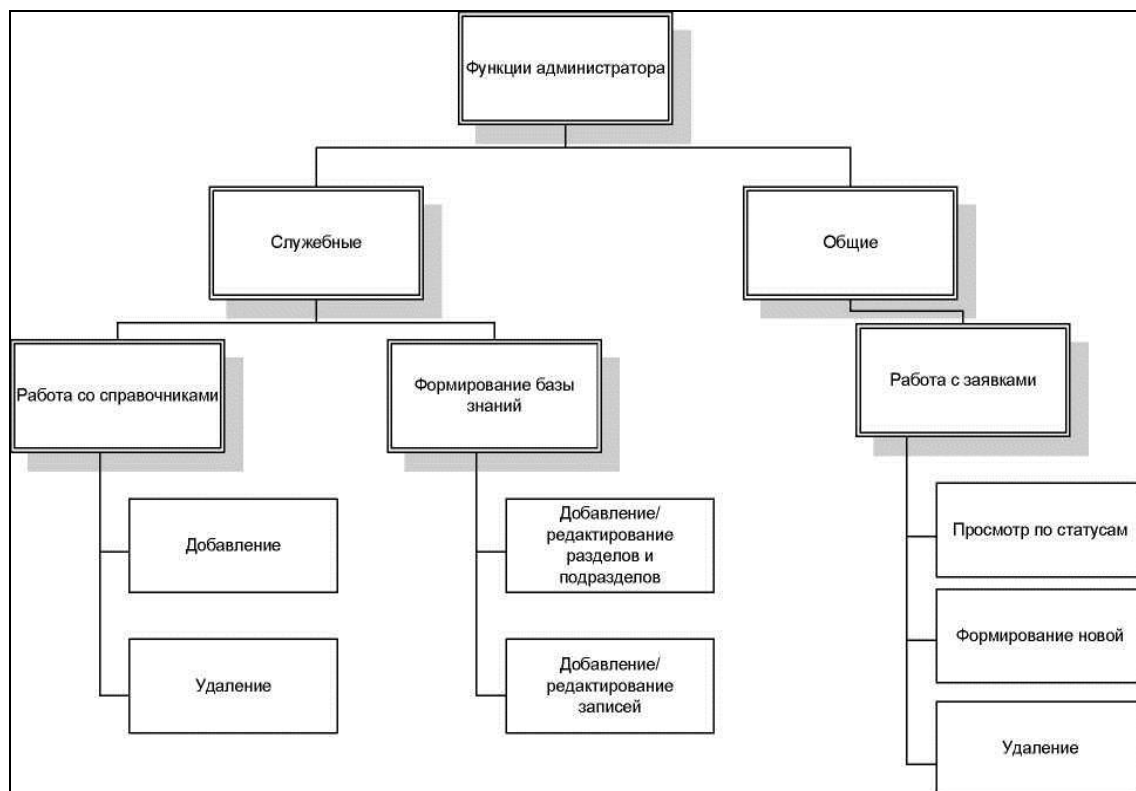 Функции администратора
Служебные
Общие
Работа со справочниками
Формирование базы
знаний
Работа с заявками
Добавление
Удаление
Добавление/
редактирование
разделов и
подразделов
Добавление/
редактирование
записей
Просмотр по статусам
Формирование новой
Удаление